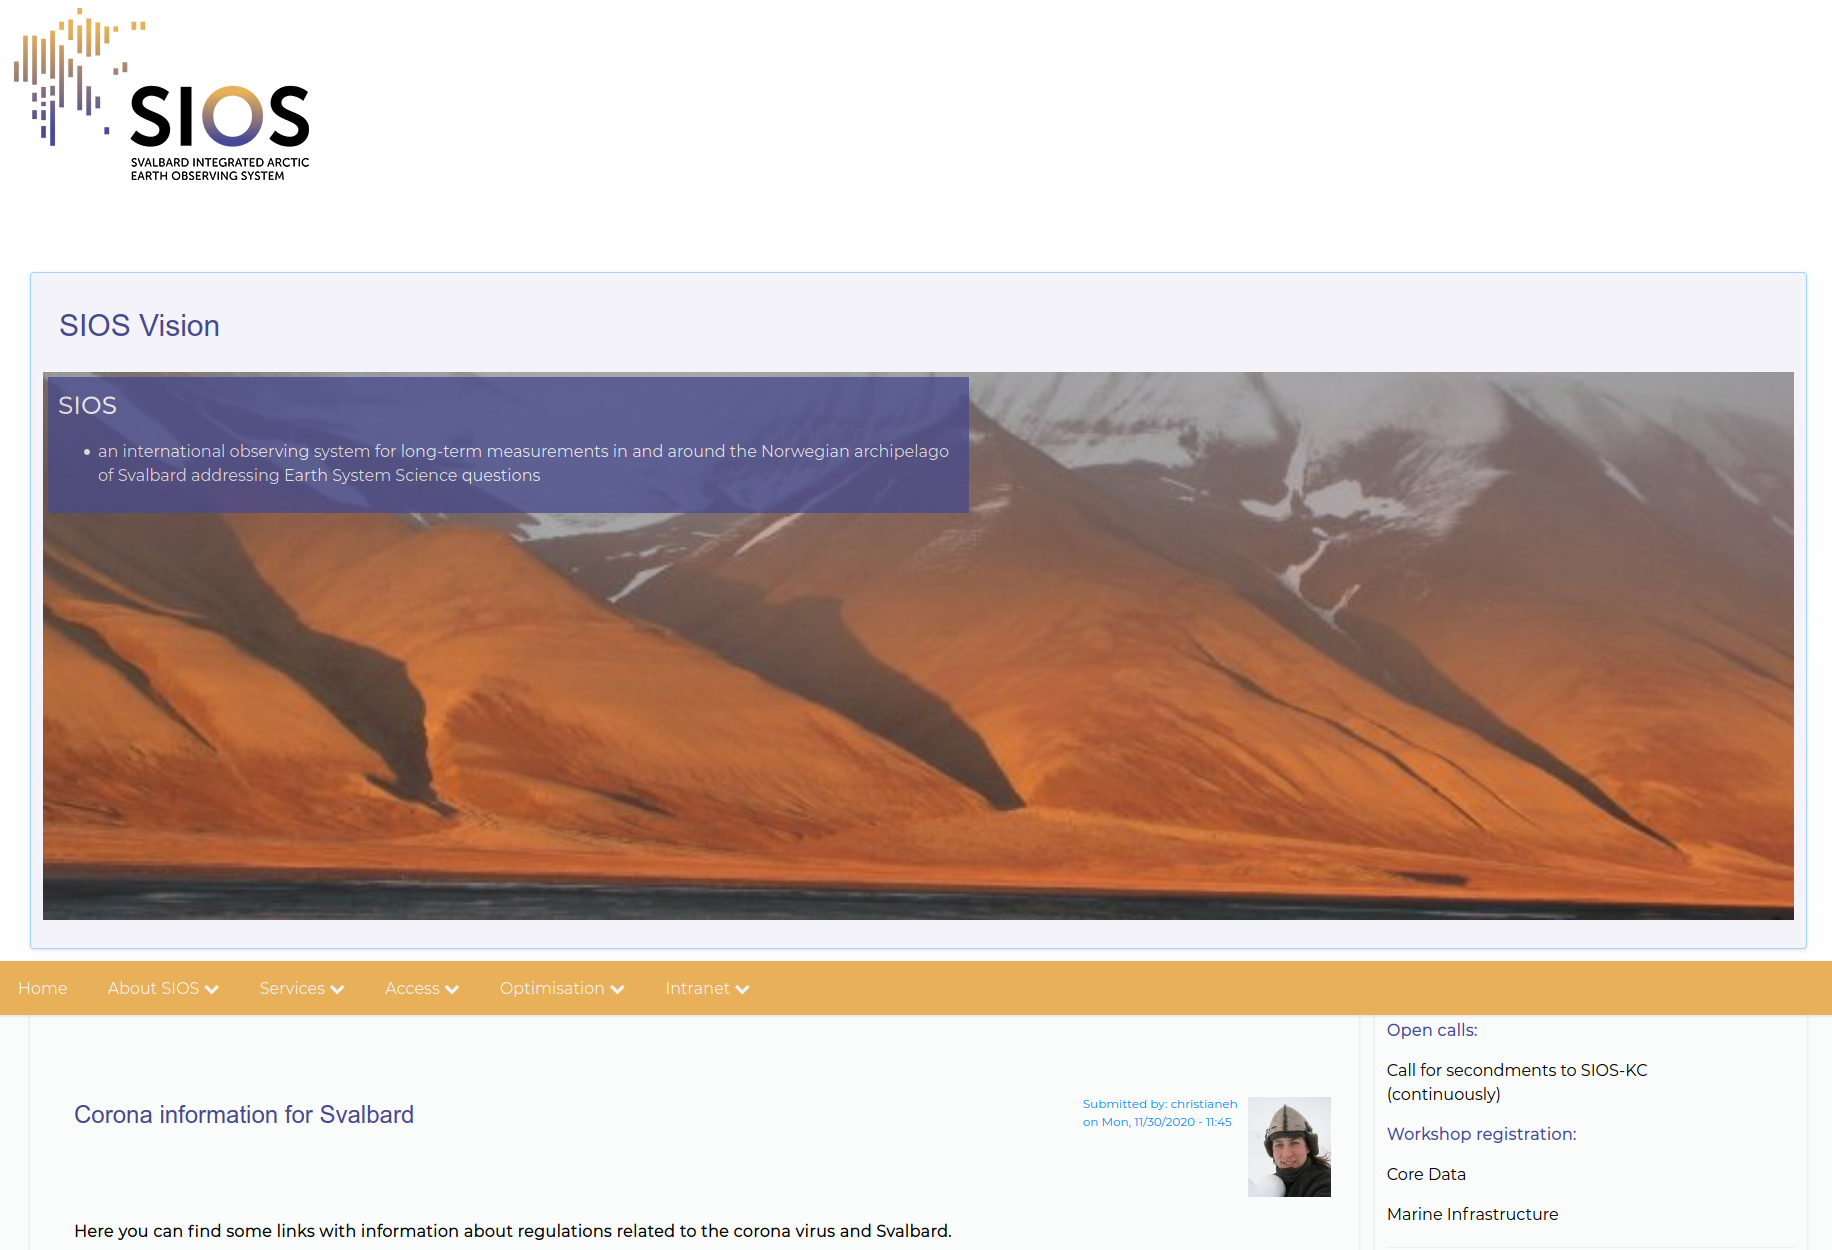 SIOS
SVALBARD INTEGRATED ARCTIC
EARTH OBSERVING SYSTEM
SIOS Vision
SIOS
• an international observing system for long-term measurements in and around the Norwegian archipelago
of Svalbard addressing Earth System Science questions
Home About SIOS Services Access Optimisation Intranet
Corona information for Svalbard
Submitted by: christianeh
on Mon, 11/30/2020 - 11:45
Here you can find some links with information about regulations related to the corona virus and Svalbard.
Open calls:
Call for secondments to SIOS-KC
(continuously)
Workshop registration:
Core Data
Marine Infrastructure